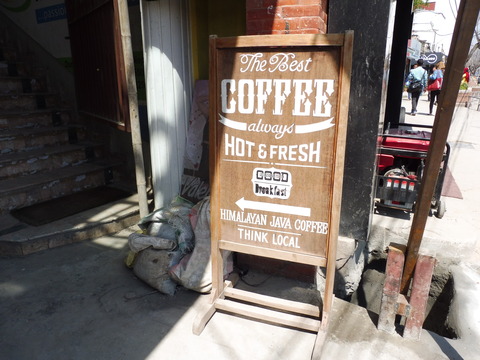 The Best
COFFEE
always
HOT & FRESH
GOOD
Breakfast
HIMALAYAN JAVA COFFEE
THINK LOCAL